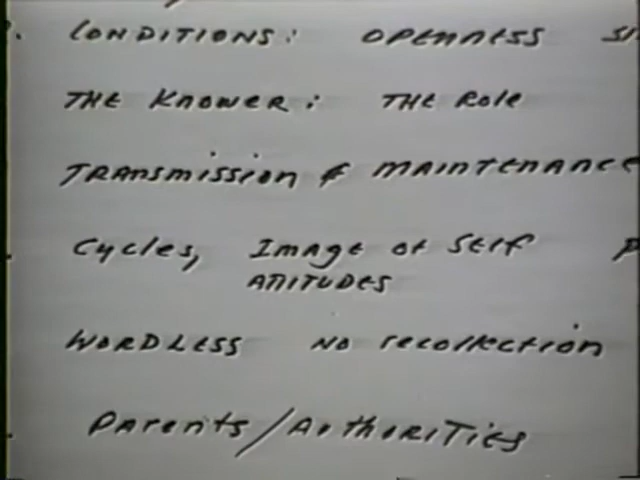 CONDITIONS: OPENNESS
THE KNOWER: THE ROLE
TRANSMISSION & MAINTENANCE
Cycles, Image of Self
ATTITUDES
WORDLESS NO recollection
Parents/AuthoriTies